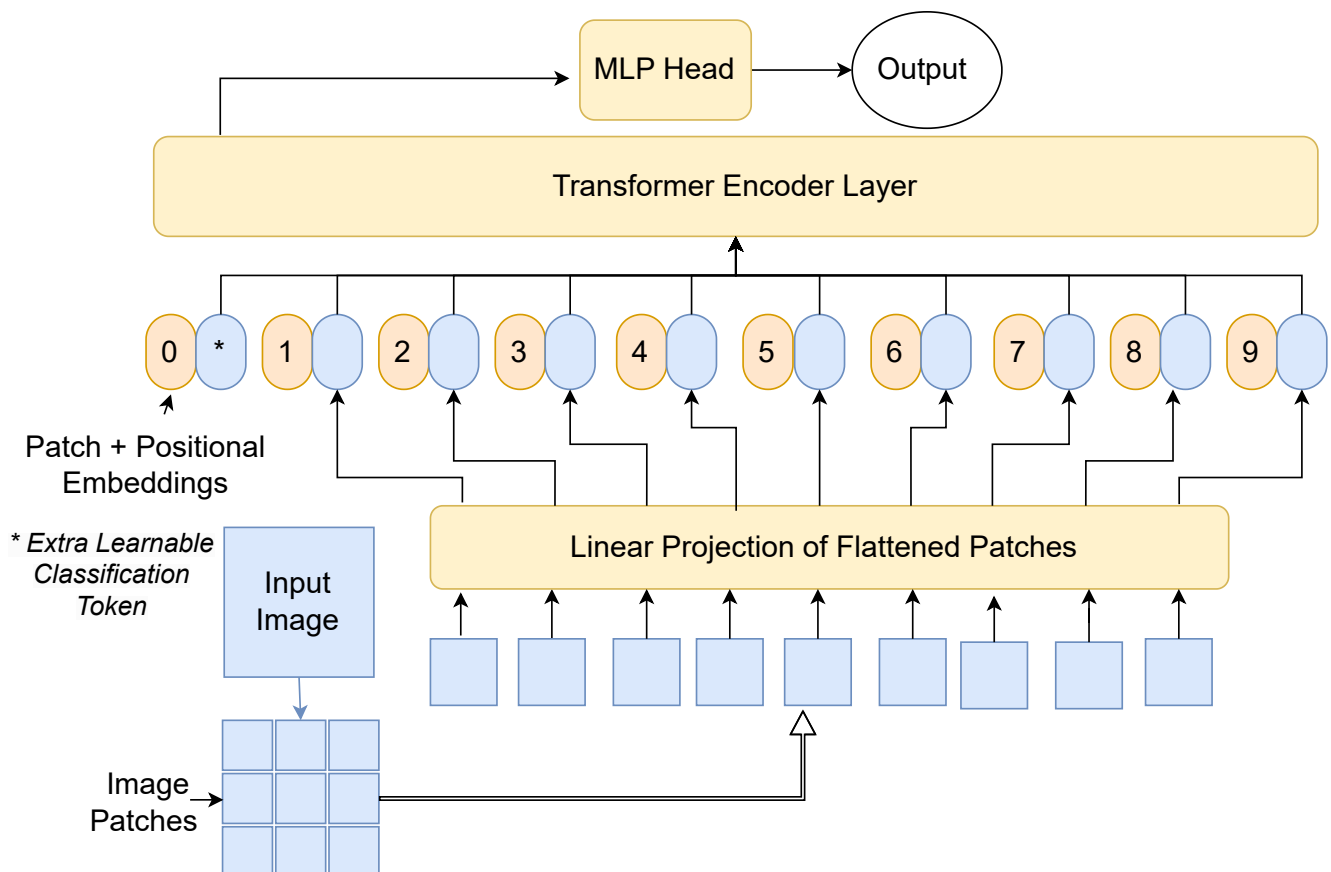 MLP Head
Output
Transformer Encoder Layer
0 * 1 2 3 4 5 6 7 8 9
Patch + Positional
Embeddings
* Extra Learnable
Classification
Token
Input
Image
Linear Projection of Flattened Patches
Image
Patches